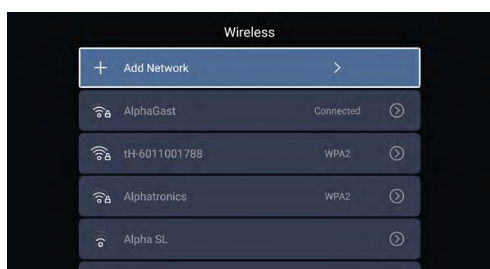 Wireless
Add Network
AlphaGast Connected
tH-6011001788 WPA2
Alphatronics WPA2
Alpha SL